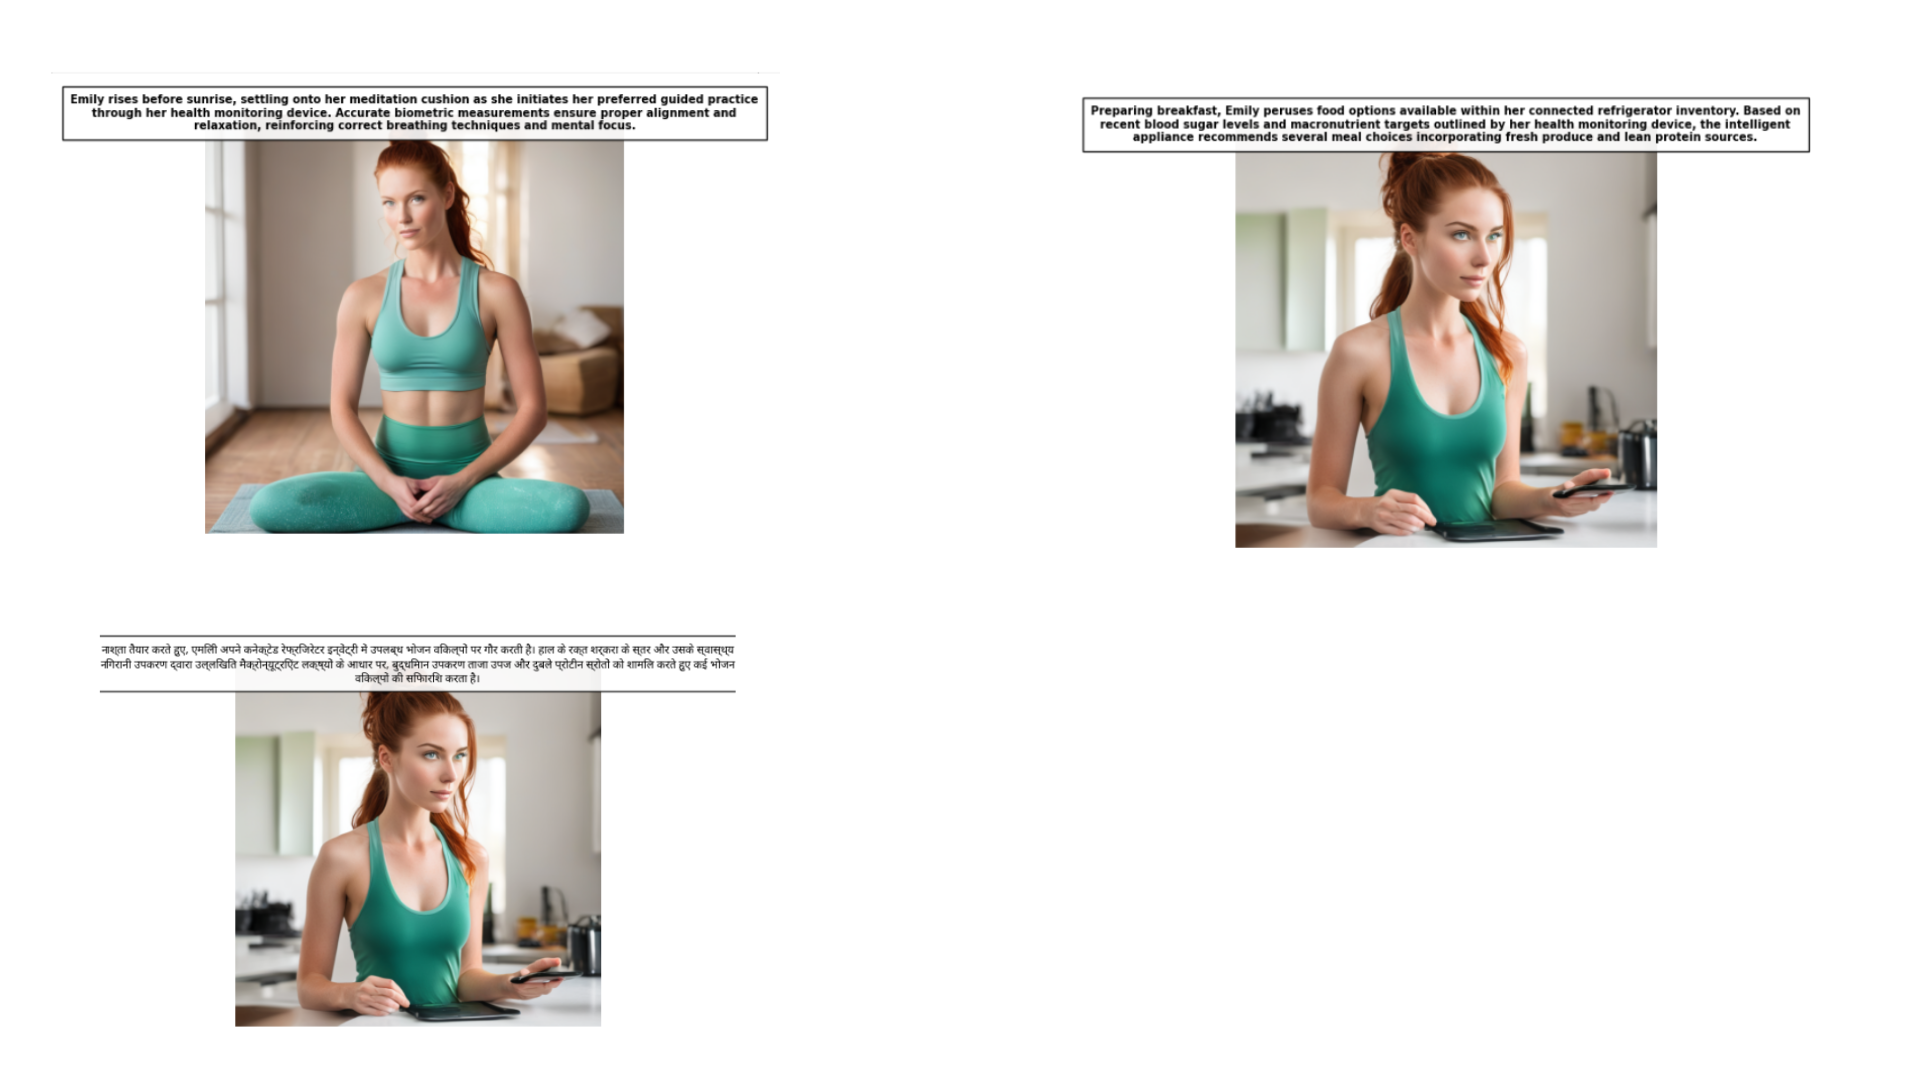 Emily rises before sunrise, settling onto her meditation cushion as she initiates her preferred guided practice
through her health monitoring device. Accurate biometric measurements ensure proper alignment and
relaxation, reinforcing correct breathing techniques and mental focus.
Preparing breakfast, Emily peruses food options available within her connected refrigerator inventory. Based on
recent blood sugar levels and macronutrient targets outlined by her health monitoring device, the intelligent
appliance recommends several meal choices incorporating fresh produce and lean protein sources.
नाश्ता तैयार करते हुए, एमिली अपने कनेक्टेड रेफ्रिजरेटर इन्वेंट्री में उपलब्ध भोजन विकल्पों पर गौर करती है। हाल के रक्त शर्करा के स्तर और उसके स्वास्थ्य
निगरानी उपकरण द्वारा उल्लिखित मैक्रोन्यूट्रिएंट लक्ष्यों के आधार पर, बुद्धिमान उपकरण ताजा उपज और दुबले प्रोटीन स्रोतों को शामिल करते हुए कई भोजन
विकल्पों की सिफारिश करता है।